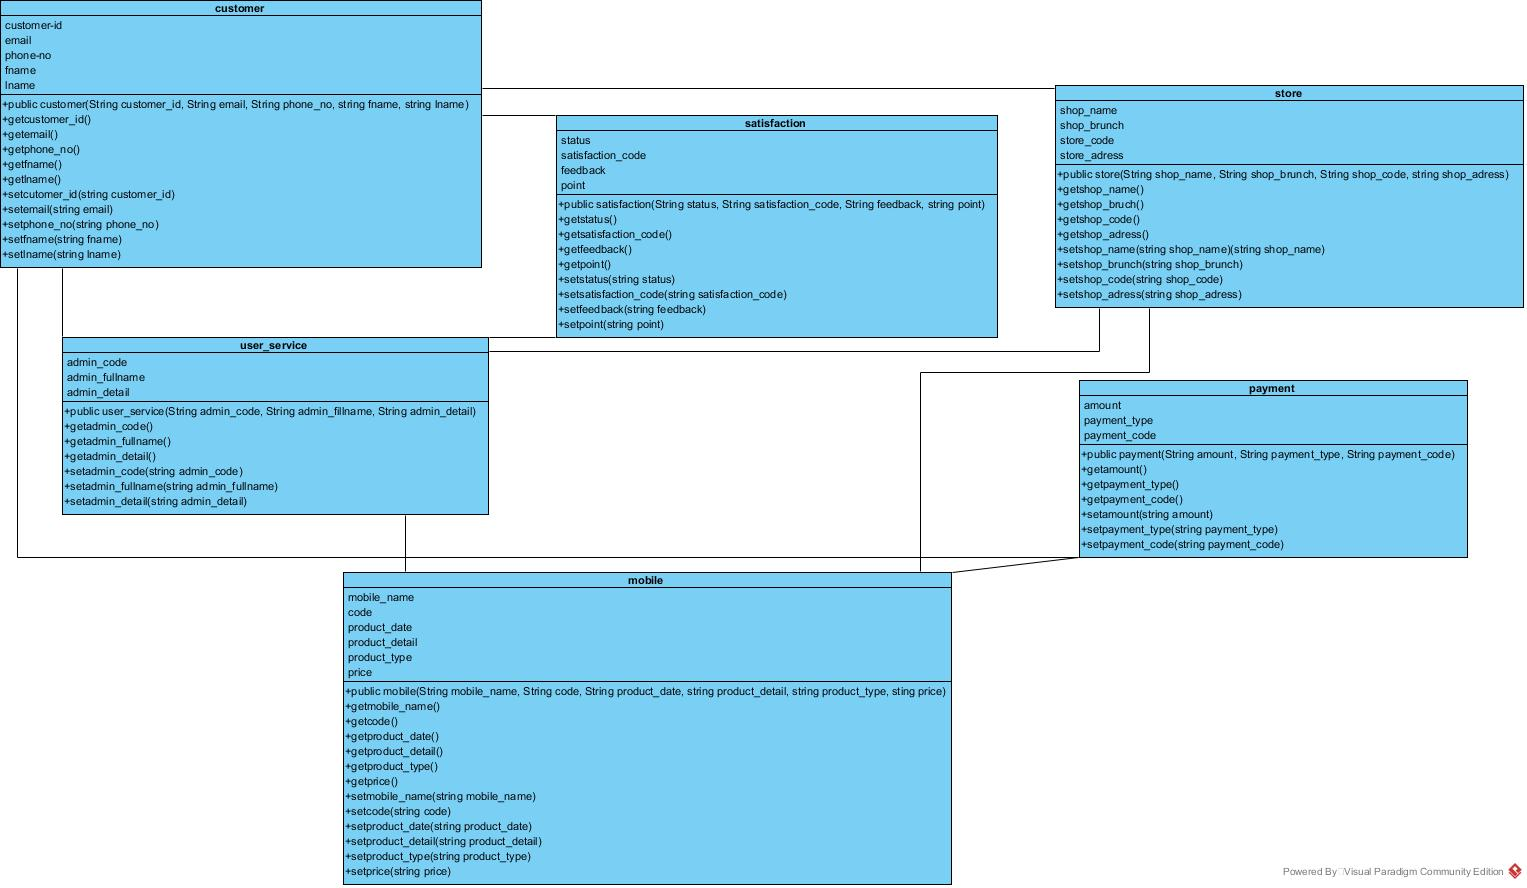 customer
customer-id
email
phone-no
fname
lname
+public customer(String customer_id, String email, String phone_no, string fname, string lname)
+getcustomer_id()
+getemail()
+getphone_no()
+getfname()
+getlname()
+setcutomer_id(string customer_id)
+setemail(string email)
+setphone_no(string phone_no)
+setfname(string fname)
+setlname(string lname)
satisfaction
status
satisfaction_code
feedback
point
+public satisfaction(String status, String satisfaction_code, String feedback, string point)
+getstatus()
+getsatisfaction_code()
+getfeedback()
+getpoint()
+setstatus(string status)
+setsatisfaction_code(string satisfaction_code)
+setfeedback(string feedback)
+setpoint(string point)
store
shop_name
shop_brunch
store_code
store_adress
+public store(String shop_name, String shop_brunch, String shop_code, string shop_adress)
+getshop_name()
+getshop_bruch()
+getshop_code()
+getshop_adress()
+setshop_name(string shop_name)(string shop_name)
+setshop_brunch(string shop_brunch)
+setshop_code(string shop_code)
+setshop_adress(string shop_adress)
user_service
admin_code
admin_fullname
admin_detail
+public user_service(String admin_code, String admin_fillname, String admin_detail)
+getadmin_code()
+getadmin_fullname()
+getadmin_detail()
+setadmin_code(string admin_code)
+setadmin_fullname(string admin_fullname)
+setadmin_detail(string admin_detail)
payment
amount
payment_type
payment_code
+public payment(String amount, String payment_type, String payment_code)
+getamount()
+getpayment_type()
+getpayment_code()
+setamount(string amount)
+setpayment_type(string payment_type)
+setpayment_code(string payment_code)
mobile
mobile_name
code
product_date
product_detail
product_type
price
+public mobile(String mobile_name, String code, String product_date, string product_detail, string product_type, sting price)
+getmobile_name()
+getcode()
+getproduct_date()
+getproduct_detail()
+getproduct_type()
+getprice()
+setmobile_name(string mobile_name)
+setcode(string code)
+setproduct_date(string product_date)
+setproduct_detail(string product_detail)
+setproduct_type(string product_type)
+setprice(string price)
Powered By Visual Paradigm Community Edition